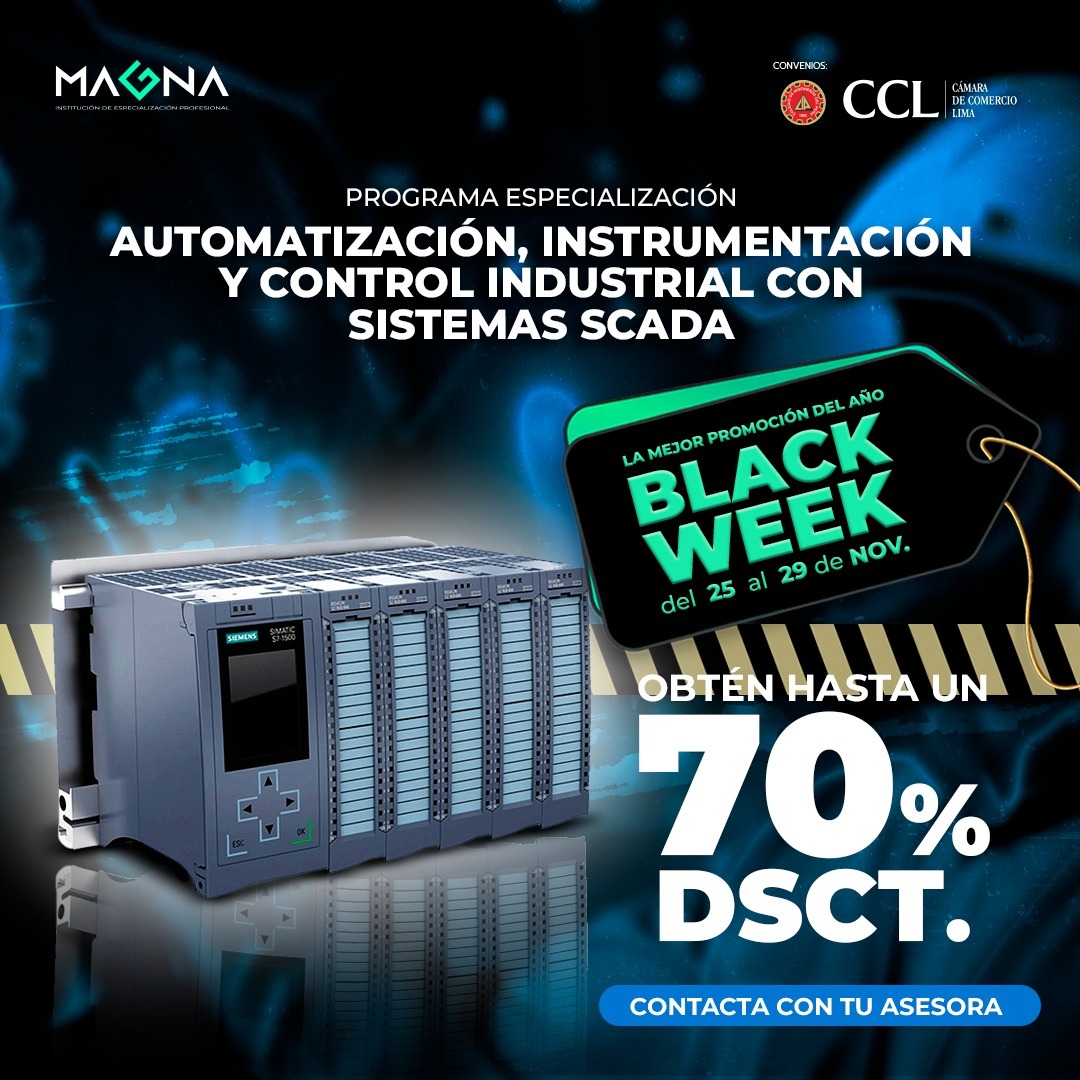 MAGNA
INSTITUCIÓN DE ESPECIALIZACIÓN PROFESIONAL
CONVENIOS:
CCL
CÁMARA
DE COMERCIO
LIMA
PROGRAMA ESPECIALIZACIÓN
AUTOMATIZACIÓN, INSTRUMENTACIÓN
Y CONTROL INDUSTRIAL CON
SISTEMAS SCADA
LA MEJOR PROMOCIÓN DEL AÑO
BLACK
WEEK
del 25 al 29 de NOV.
SIEMENS
SIMATIC
S7-1500
ESC
OK
OBTÉN HASTA UN
70%
DSCT.
CONTACTA CON TU ASESORA